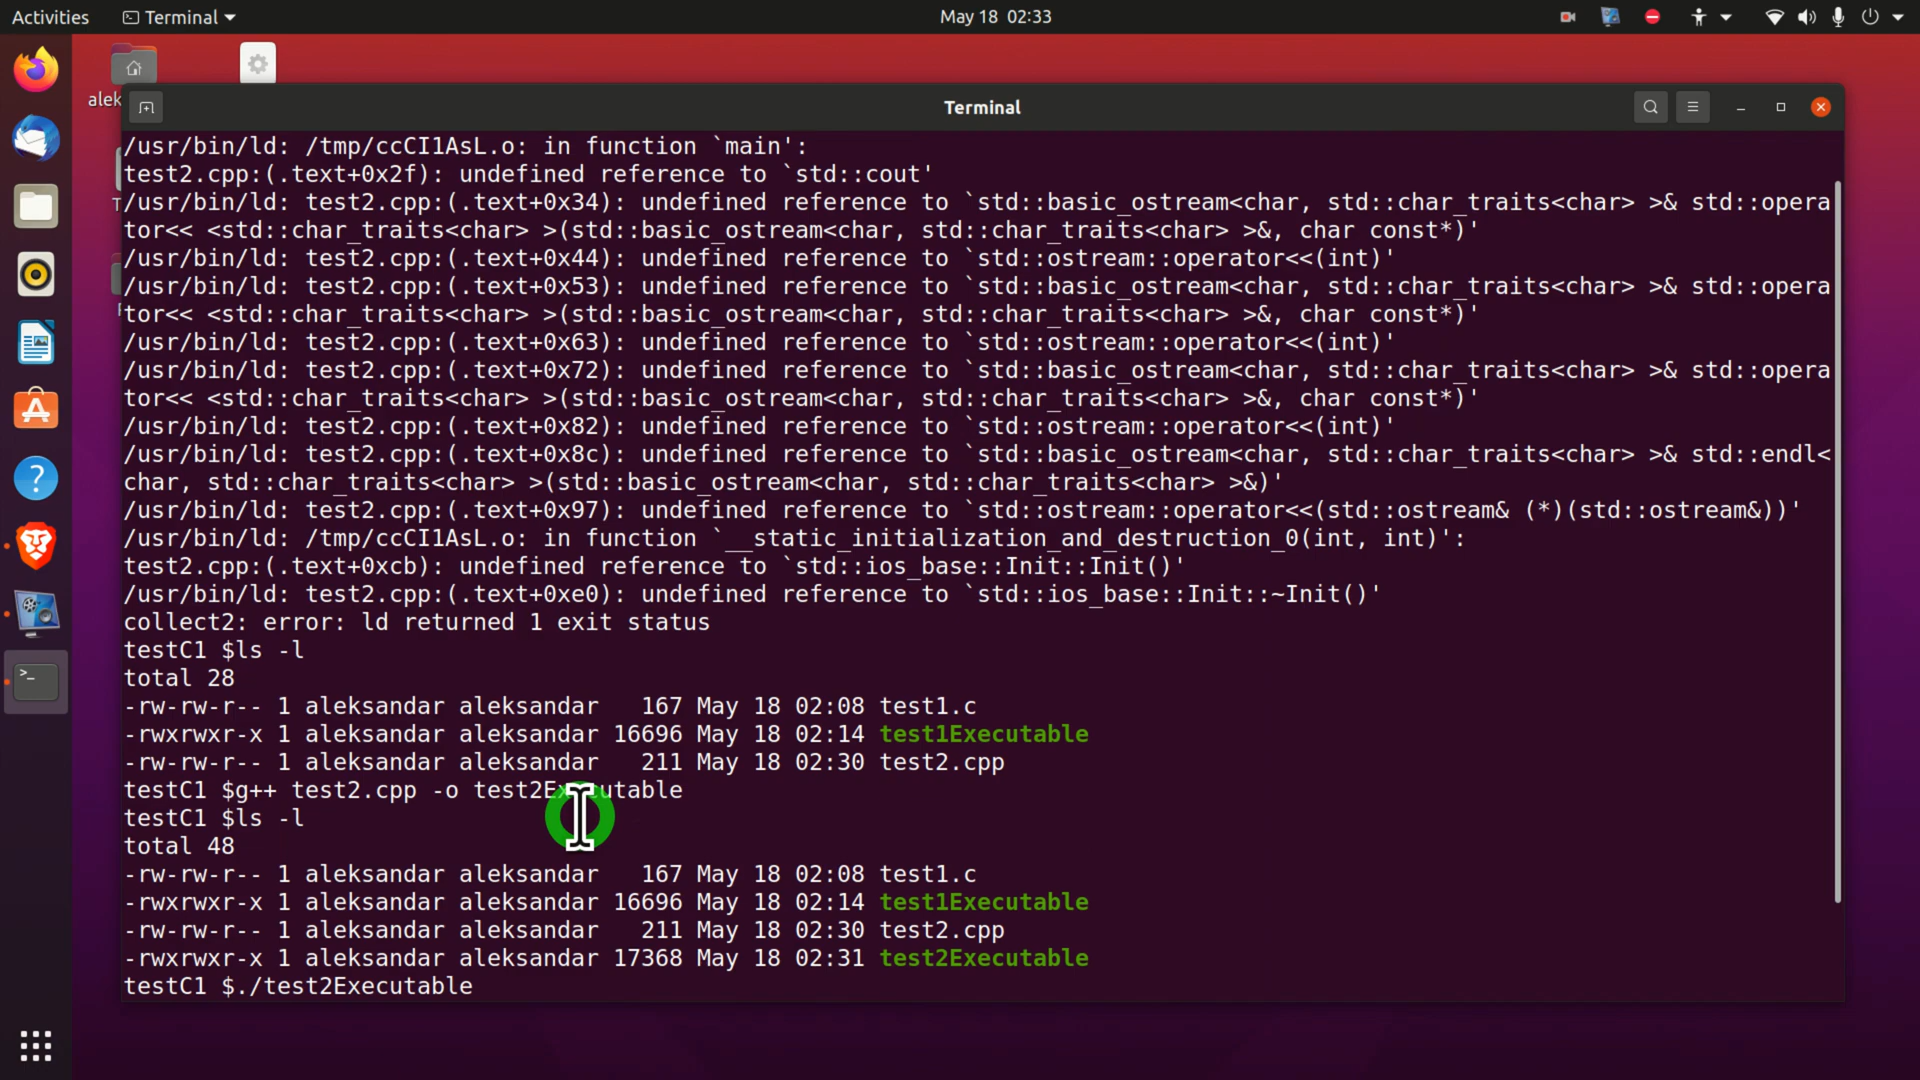 Activities
Terminal
May 18 02:33
alek
Terminal
/usr/bin/ld: /tmp/ccCI1AsL.o: in function `main':
test2.cpp:(.text+0x2f): undefined reference to `std::cout'
/usr/bin/ld: test2.cpp:(.text+0x34): undefined reference to `std::basic_ostream<char, std::char_traits<char> >& std::opera
tor<< <std::char_traits<char> >(std::basic_ostream<char, std::char_traits<char> >&, char const*)'
/usr/bin/ld: test2.cpp:(.text+0x44): undefined reference to `std::ostream::operator<<(int)'
/usr/bin/ld: test2.cpp:(.text+0x53): undefined reference to `std::basic_ostream<char, std::char_traits<char> >& std::opera
tor<< <std::char_traits<char> >(std::basic_ostream<char, std::char_traits<char> >&, char const*)'
/usr/bin/ld: test2.cpp:(.text+0x63): undefined reference to `std::ostream::operator<<(int)'
/usr/bin/ld: test2.cpp:(.text+0x72): undefined reference to `std::basic_ostream<char, std::char_traits<char> >& std::opera
tor<< <std::char_traits<char> >(std::basic_ostream<char, std::char_traits<char> >&, char const*)'
/usr/bin/ld: test2.cpp:(.text+0x82): undefined reference to `std::ostream::operator<<(int)'
/usr/bin/ld: test2.cpp:(.text+0x8c): undefined reference to `std::basic_ostream<char, std::char_traits<char> >& std::endl<
char, std::char_traits<char> >(std::basic_ostream<char, std::char_traits<char> >&)'
/usr/bin/ld: test2.cpp:(.text+0x97): undefined reference to `std::ostream::operator<<(std::ostream& (*)(std::ostream&))'
/usr/bin/ld: /tmp/ccCI1AsL.o: in function `__static_initialization_and_destruction_0(int, int)':
test2.cpp:(.text+0xcb): undefined reference to `std::ios_base::Init::Init()'
/usr/bin/ld: test2.cpp:(.text+0xe0): undefined reference to `std::ios_base::Init::~Init()'
collect2: error: ld returned 1 exit status
testC1 $ls -l
total 28
-rw-rw-r-- 1 aleksandar aleksandar   167 May 18 02:08 test1.c
-rwxrwxr-x 1 aleksandar aleksandar 16696 May 18 02:14 test1Executable
-rw-rw-r-- 1 aleksandar aleksandar   211 May 18 02:30 test2.cpp
testC1 $g++ test2.cpp -o test2Executable
testC1 $ls -l
total 48
-rw-rw-r-- 1 aleksandar aleksandar   167 May 18 02:08 test1.c
-rwxrwxr-x 1 aleksandar aleksandar 16696 May 18 02:14 test1Executable
-rw-rw-r-- 1 aleksandar aleksandar   211 May 18 02:30 test2.cpp
-rwxrwxr-x 1 aleksandar aleksandar 17368 May 18 02:31 test2Executable
testC1 $./test2Executable